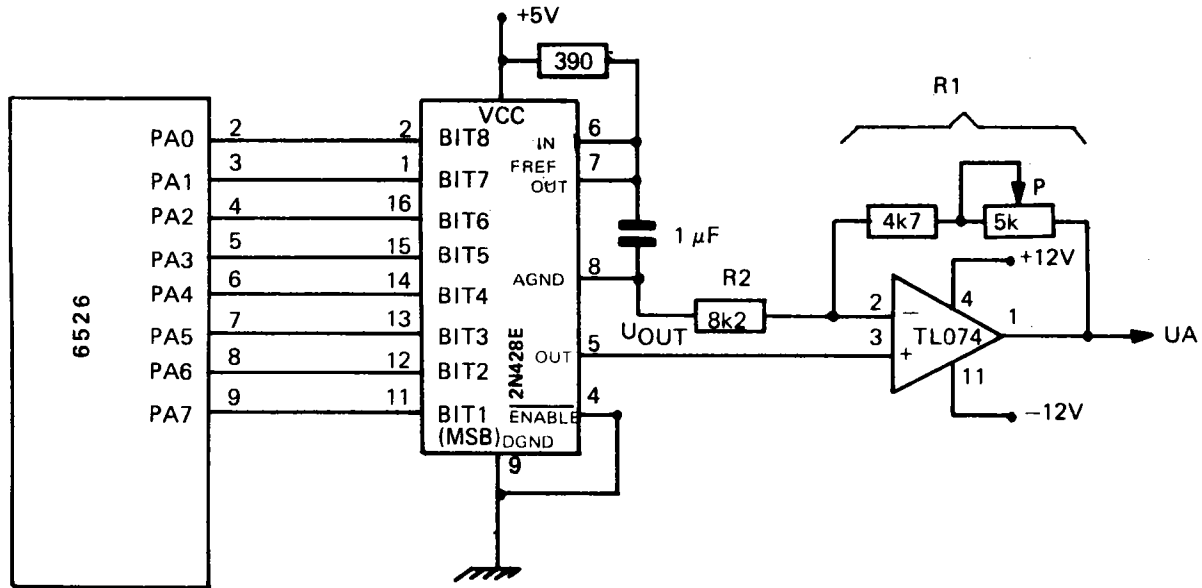 +5V
390
R1
VCC
PA0 2 2 BIT8 IN 6
PA1 3 1 BIT7 FREF OUT 7
PA2 4 16 BIT6
PA3 5 15 BIT5
1 μF
PA4 6 14 BIT4 AGND 8
PA5 7 13 BIT3
PA6 8 12 BIT2 OUT 5
PA7 9 11 BIT1 ENABLE 4
(MSB) DGND
9
6526
2N428E
R2
8k2
UOUT
4k7
5k
P
+12V
4
2 −
3 +
TL074
1
UA
11
−12V